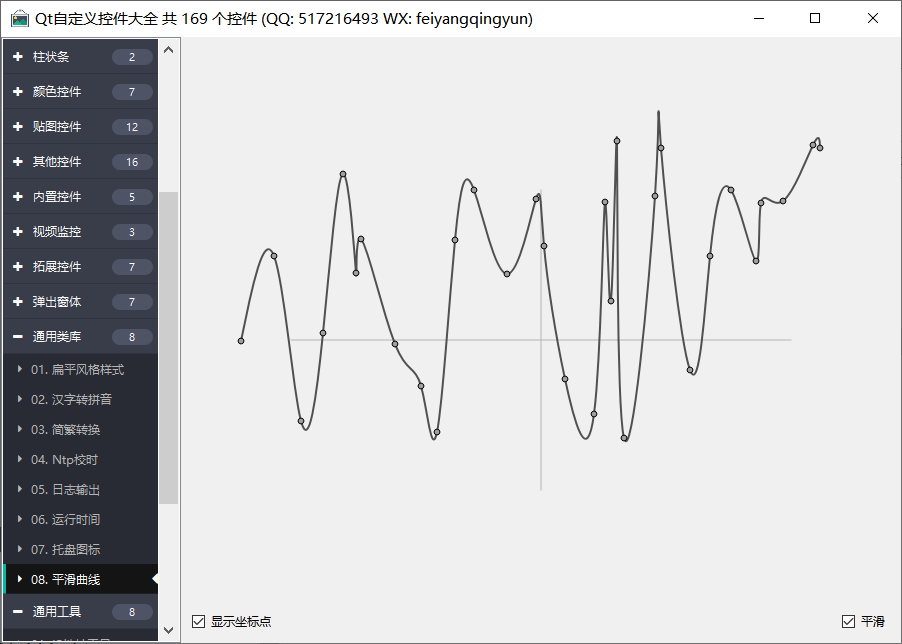 Qt自定义控件大全 共 169 个控件 (QQ: 517216493 WX: feiyangqingyun)
柱状条 2
颜色控件 7
贴图控件 12
其他控件 16
内置控件 5
视频监控 3
拓展控件 7
弹出窗体 7
通用类库 8
01. 扁平风格样式
02. 汉字转拼音
03. 简繁转换
04. Ntp校时
05. 日志输出
06. 运行时间
07. 托盘图标
08. 平滑曲线
通用工具 8
显示坐标点
平滑